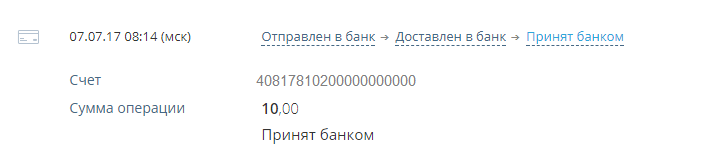 07.07.17 08:14 (мск) Отправлен в банк → Доставлен в банк → Принят банком
Счет 40817810200000000000
Сумма операции 10,00
Принят банком